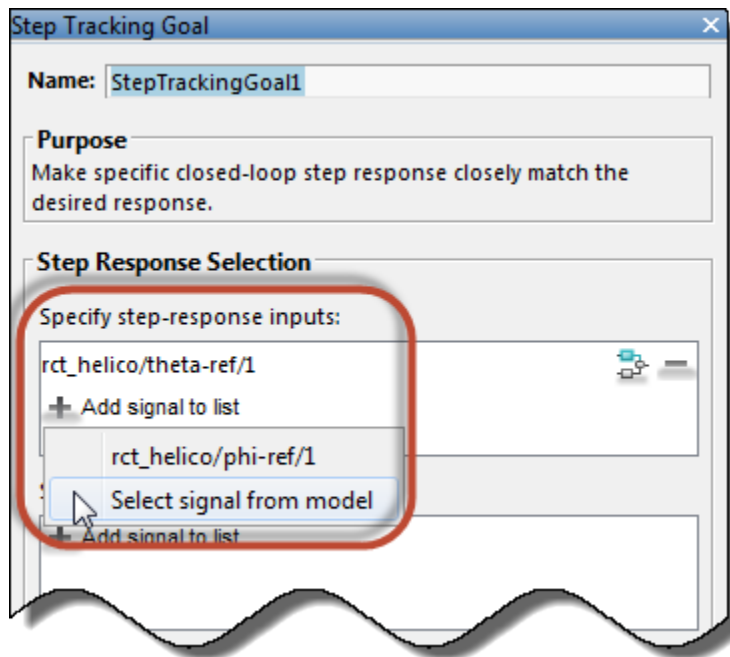 Step Tracking Goal
Name: StepTrackingGoal1
Purpose
Make specific closed-loop step response closely match the
desired response.
Step Response Selection
Specify step-response inputs:
rct_helico/theta-ref/1
Add signal to list
rct_helico/phi-ref/1
Select signal from model
Add signal to list